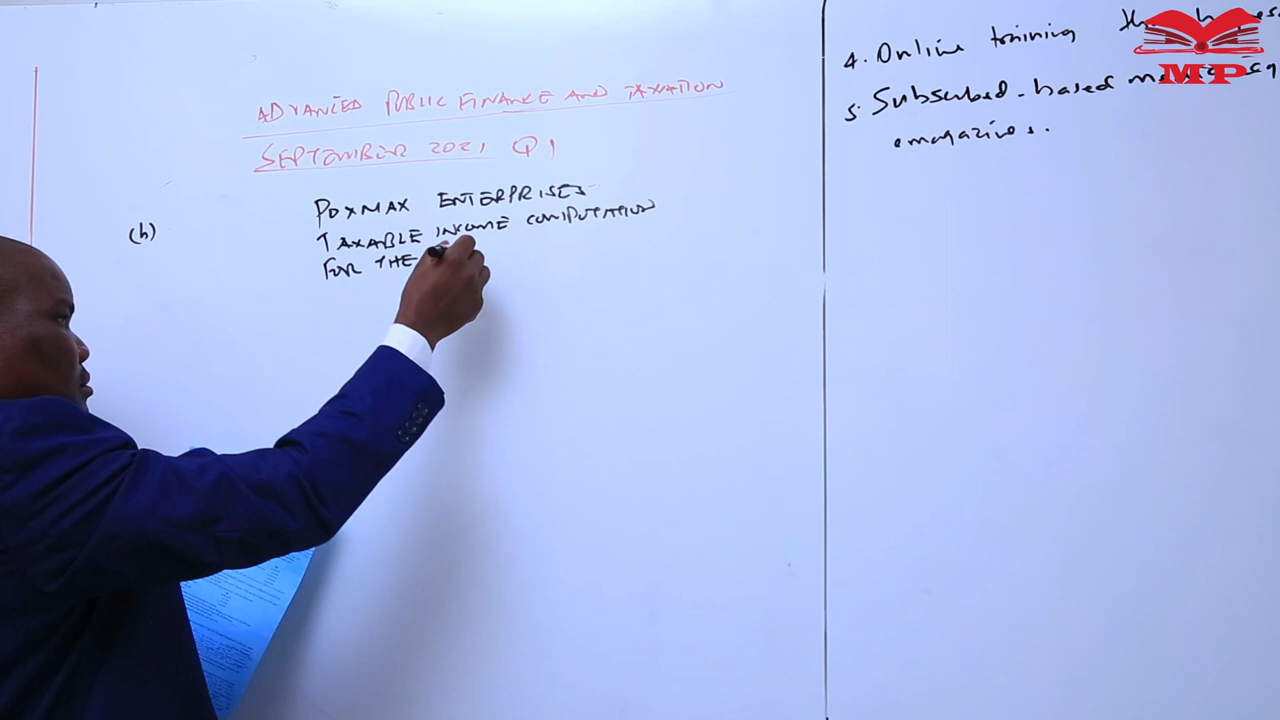 ADVANCED PUBLIC FINANCE AND TAXATION
SEPTEMBER 2021 Q1
(b)
POXMAX ENTERPRISES
TAXABLE INCOME COMPUTATION
FOR THE
4. Online training
5. Subscribed-based
emagazines.
MP